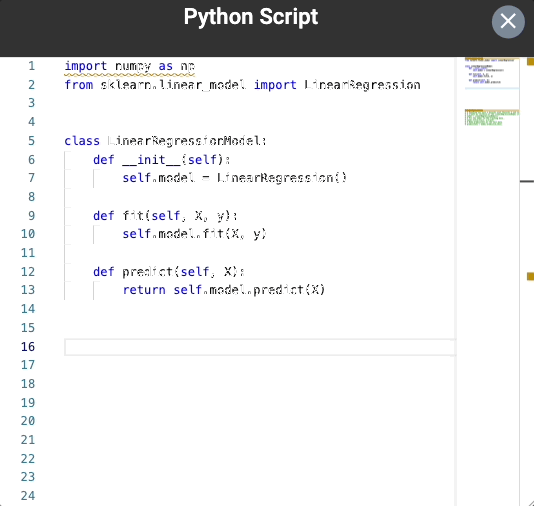 Python Script
1 import numpy as np
2 from sklearn.linear_model import LinearRegression
3
4
5 class LinearRegressionModel:
6 def __init__(self):
7 self.model = LinearRegression()
8
9 def fit(self, X, y):
10 self.model.fit(X, y)
11
12 def predict(self, X):
13 return self.model.predict(X)
14
15
16
17
18
19
20
21
22
23
24